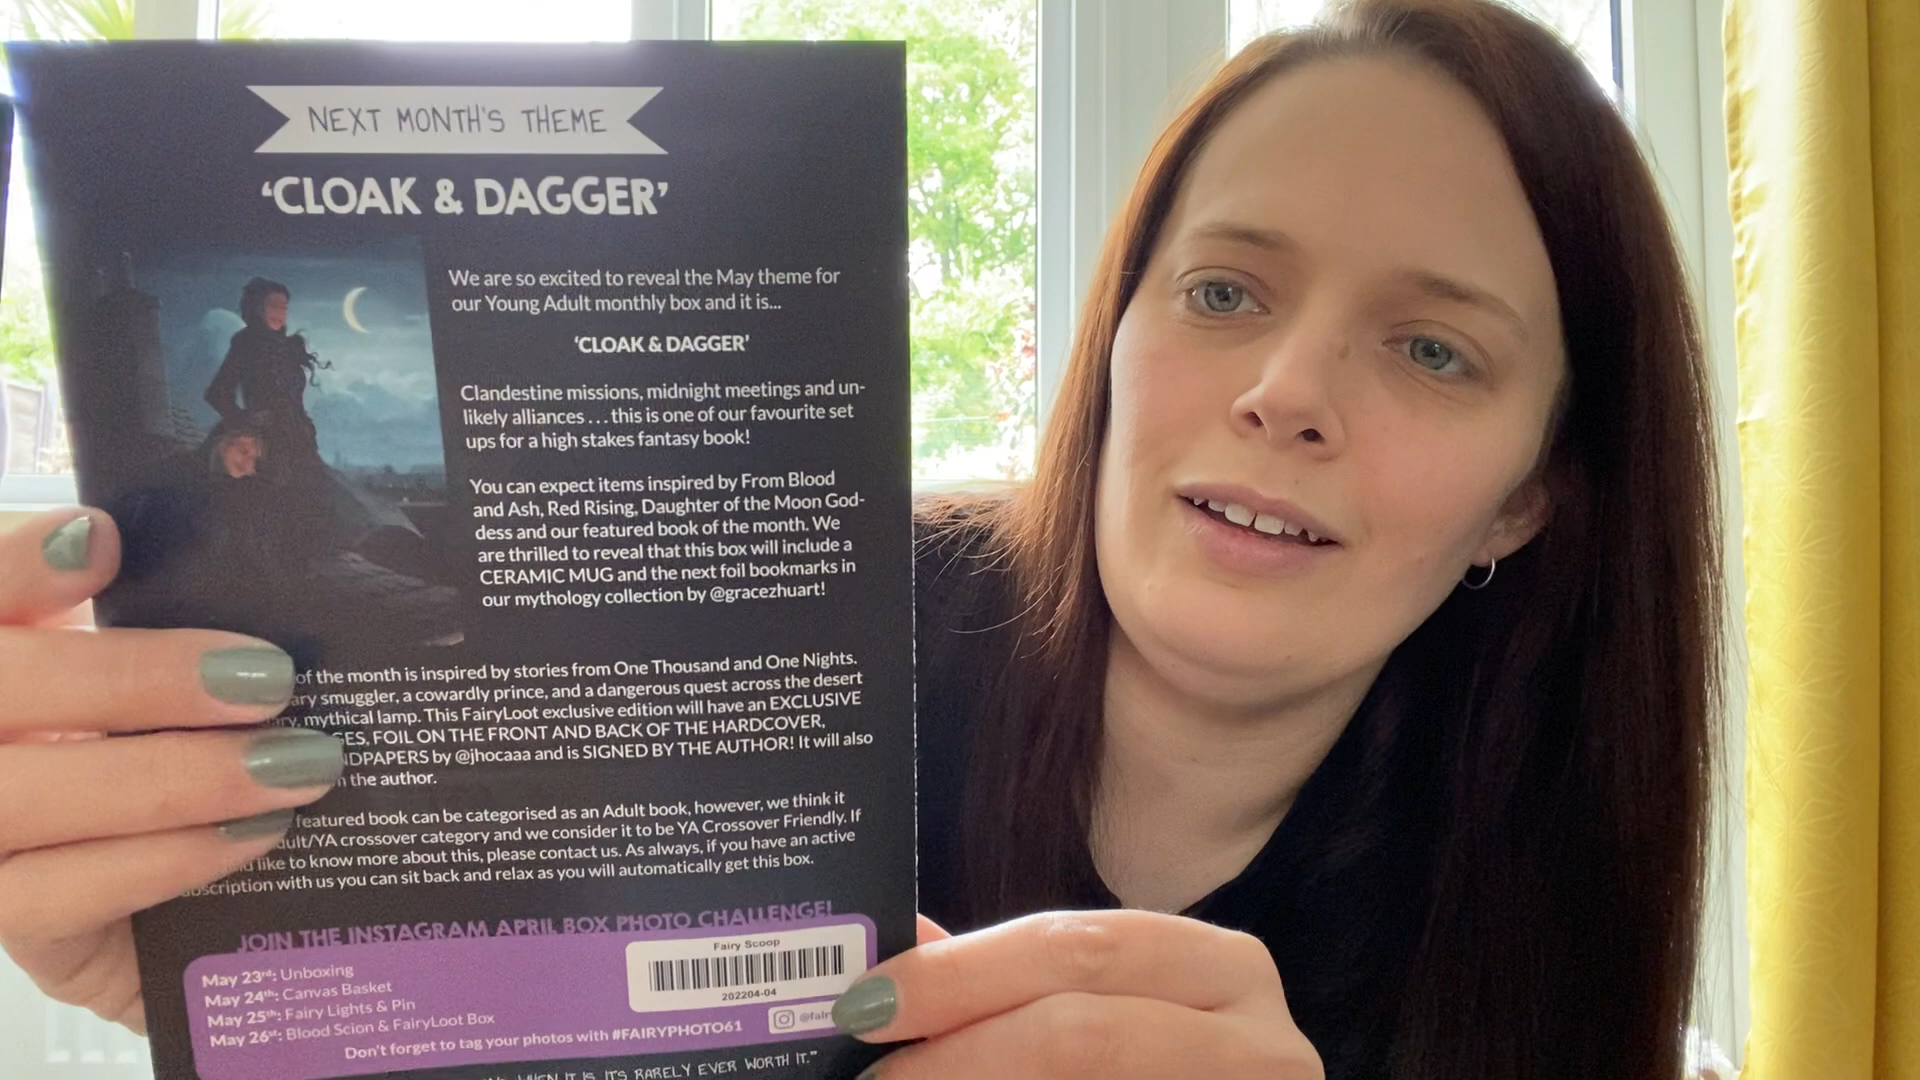 NEXT MONTH'S THEME
'CLOAK & DAGGER'
We are so excited to reveal the May theme for
our Young Adult monthly box and it is...
'CLOAK & DAGGER'
Clandestine missions, midnight meetings and un-
likely alliances... this is one of our favourite set
ups for a high stakes fantasy book!
You can expect items inspired by From Blood
and Ash, Red Rising, Daughter of the Moon God-
dess and our featured book of the month. We
are thrilled to reveal that this box will include a
CERAMIC MUG and the next foil bookmarks in
our mythology collection by @gracezhuart!
of the month is inspired by stories from One Thousand and One Nights.
smuggler, a cowardly prince, and a dangerous quest across the desert
mythical lamp. This FairyLoot exclusive edition will have an EXCLUSIVE
FOIL ON THE FRONT AND BACK OF THE HARDCOVER,
by @jhocaaa and is SIGNED BY THE AUTHOR! It will also
the author.
featured book can be categorised as an Adult book, however, we think it
crossover category and we consider it to be YA Crossover Friendly. If
like to know more about this, please contact us. As always, if you have an active
with us you can sit back and relax as you will automatically get this box.
JOIN THE INSTAGRAM APRIL BOX PHOTO CHALLENGE!
May 23rd: Unboxing
May 24th: Canvas Basket
May 25th: Fairy Lights & Pin
May 26st: Blood Scion & FairyLoot Box
Don't forget to tag your photos with #FAIRYPHOTO61
Fairy Scoop
202204-04
WHEN IT IS, ITS RARELY EVER WORTH IT."